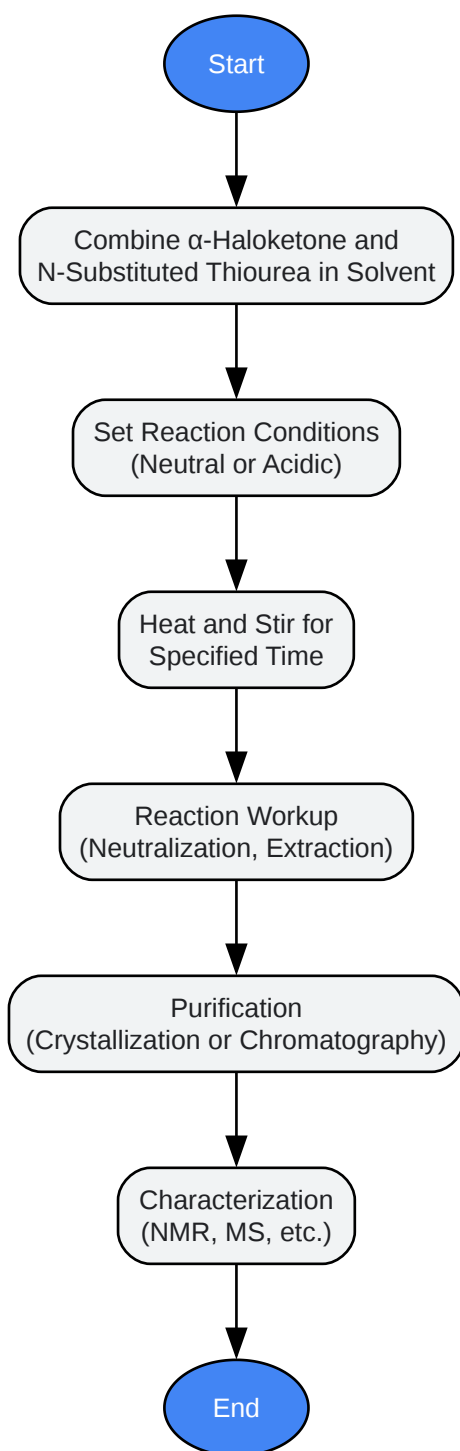 Start
Combine α-Haloketone and
N-Substituted Thiourea in Solvent
Set Reaction Conditions
(Neutral or Acidic)
Heat and Stir for
Specified Time
Reaction Workup
(Neutralization, Extraction)
Purification
(Crystallization or Chromatography)
Characterization
(NMR, MS, etc.)
End